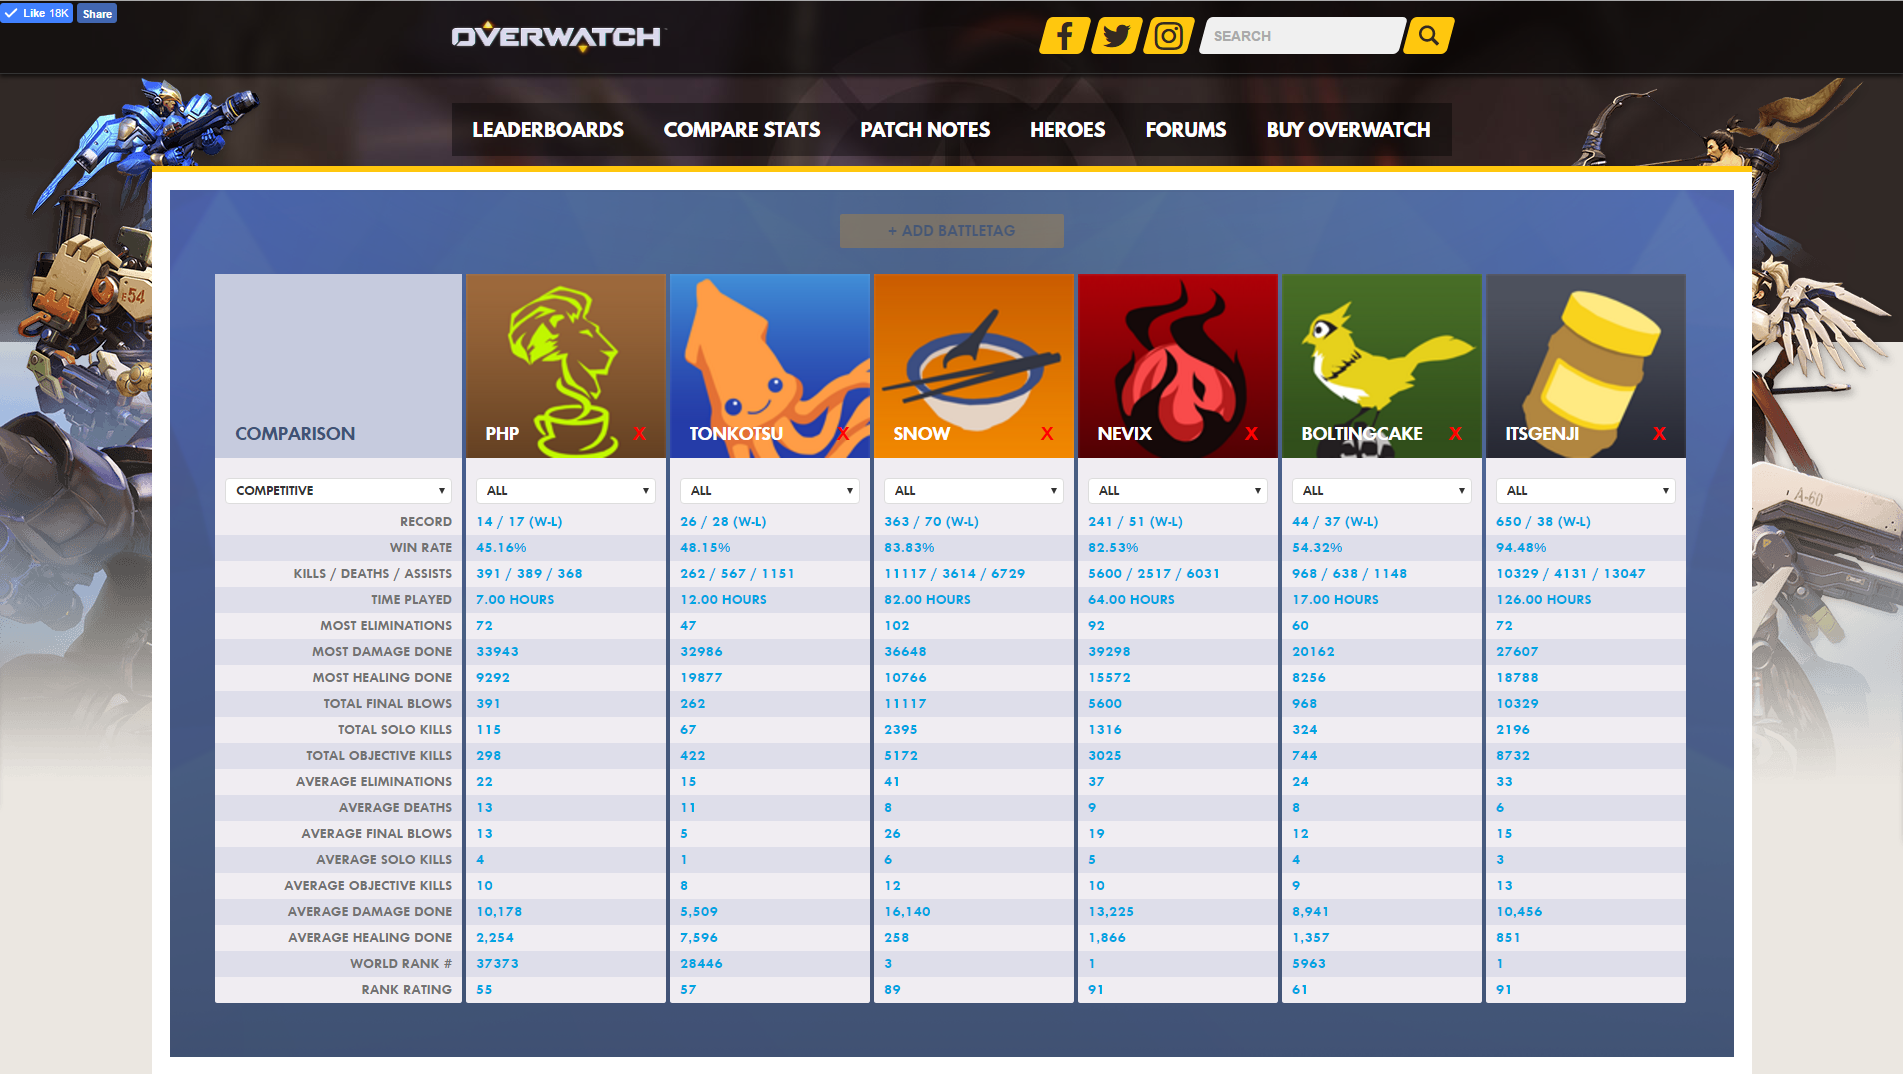 Like 18K Share
OVERWATCH
SEARCH
LEADERBOARDS COMPARE STATS PATCH NOTES HEROES FORUMS BUY OVERWATCH
+ ADD BATTLETAG
COMPARISON PHP X TONKOTSU X SNOW X NEVIX X BOLTINGCAKE X ITSGENJI X
COMPETITIVE ALL ALL ALL ALL ALL ALL
RECORD 14 / 17 (W-L) 26 / 28 (W-L) 363 / 70 (W-L) 241 / 51 (W-L) 44 / 37 (W-L) 650 / 38 (W-L)
WIN RATE 45.16% 48.15% 83.83% 82.53% 54.32% 94.48%
KILLS / DEATHS / ASSISTS 391 / 389 / 368 262 / 567 / 1151 11117 / 3614 / 6729 5600 / 2517 / 6031 968 / 638 / 1148 10329 / 4131 / 13047
TIME PLAYED 7.00 HOURS 12.00 HOURS 82.00 HOURS 64.00 HOURS 17.00 HOURS 126.00 HOURS
MOST ELIMINATIONS 72 47 102 92 60 72
MOST DAMAGE DONE 33943 32986 36648 39298 20162 27607
MOST HEALING DONE 9292 19877 10766 15572 8256 18788
TOTAL FINAL BLOWS 391 262 11117 5600 968 10329
TOTAL SOLO KILLS 115 67 2395 1316 324 2196
TOTAL OBJECTIVE KILLS 298 422 5172 3025 744 8732
AVERAGE ELIMINATIONS 22 15 41 37 24 33
AVERAGE DEATHS 13 11 8 9 8 6
AVERAGE FINAL BLOWS 13 5 26 19 12 15
AVERAGE SOLO KILLS 4 1 6 5 4 3
AVERAGE OBJECTIVE KILLS 10 8 12 10 9 13
AVERAGE DAMAGE DONE 10,178 5,509 16,140 13,225 8,941 10,456
AVERAGE HEALING DONE 2,254 7,596 258 1,866 1,357 851
WORLD RANK # 37373 28446 3 1 5963 1
RANK RATING 55 57 89 91 61 91
E54
A-60